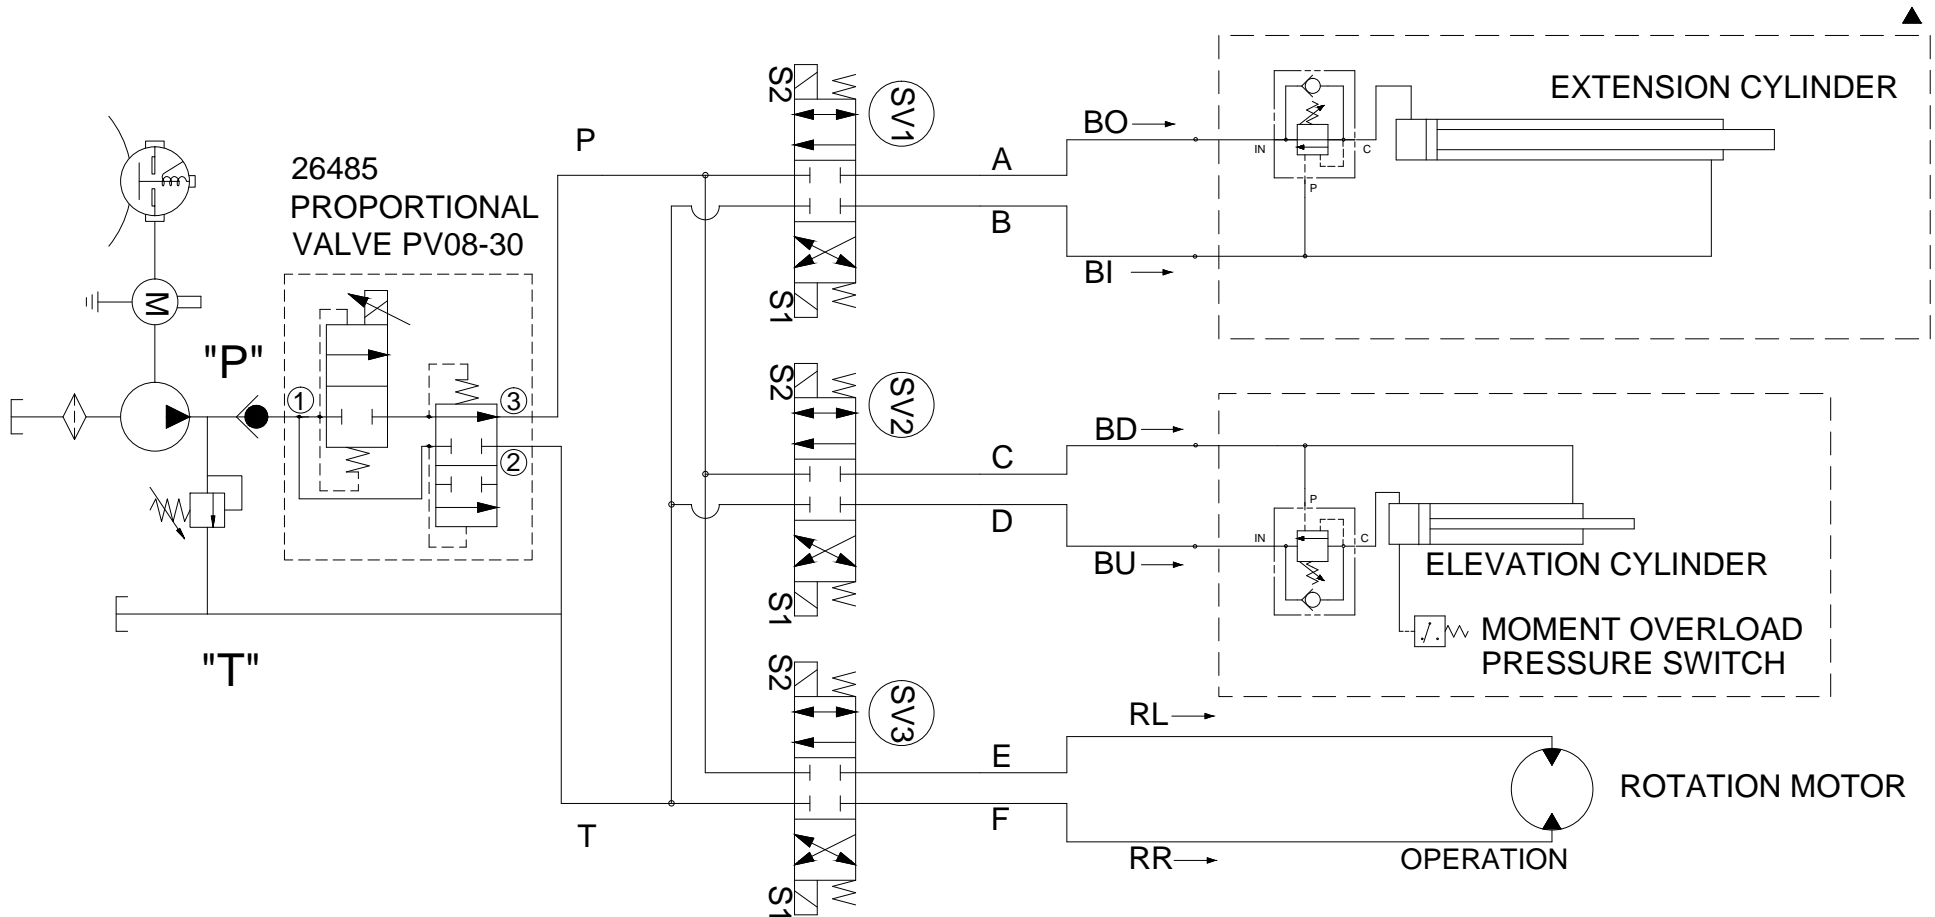 EXTENSION CYLINDER
S2
SV1
BO
IN
C
P
P
A
B
BI
S1
26485
PROPORTIONAL
VALVE PV08-30
M
"P"
1
3
2
S2
SV2
BD
C
D
BU
P
IN
C
ELEVATION CYLINDER
S1
MOMENT OVERLOAD
PRESSURE SWITCH
"T"
S2
SV3
RL
E
F
ROTATION MOTOR
T
RR
OPERATION
S1